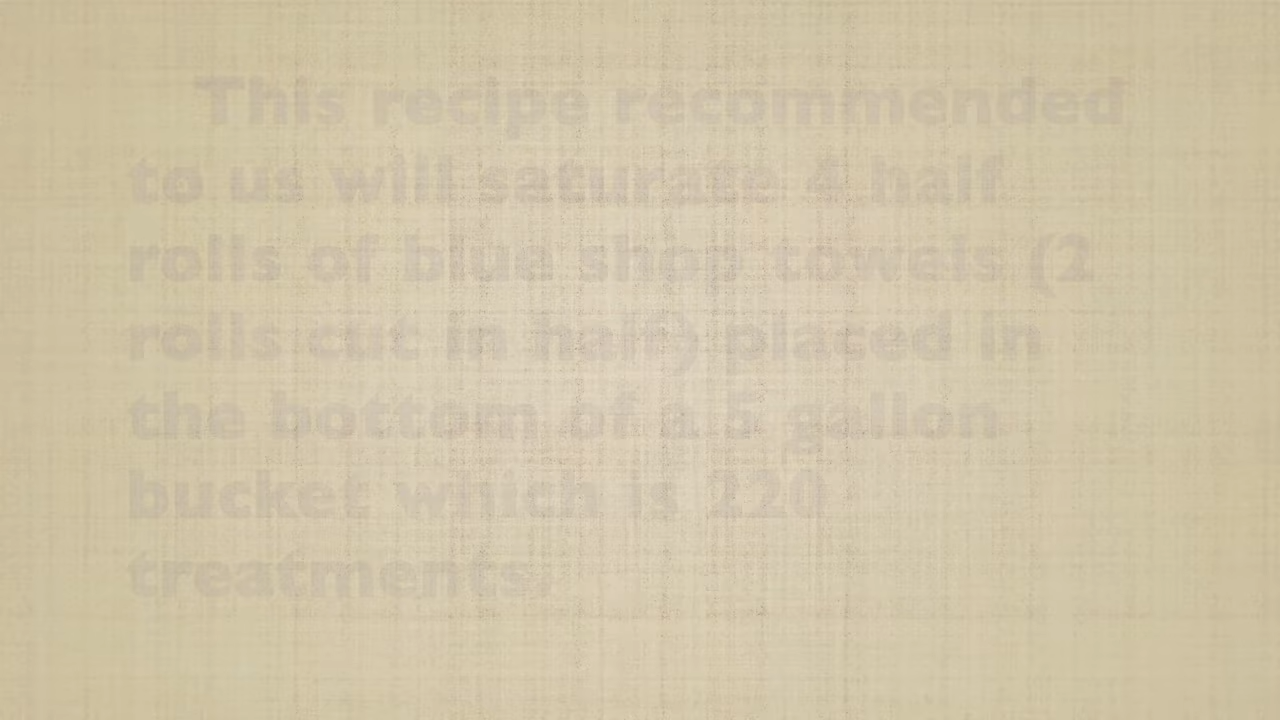 This recipe recommended
to us will saturate 4 half
rolls of blue shop towels (2
rolls cut in half) placed in
the bottom of a 5 gallon
bucket which is 220
treatments.